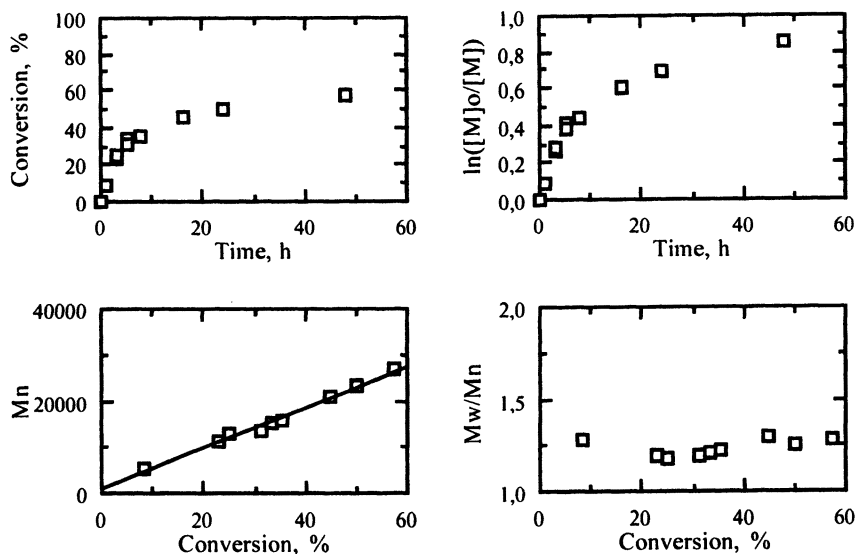 Conversion, %
100
80
60
40
20
0
0 20 40 60
Time, h
ln([M]o/[M])
1,0
0,8
0,6
0,4
0,2
0,0
0 20 40 60
Time, h
Mn
40000
20000
0
0 20 40 60
Conversion, %
Mw/Mn
2,0
1,5
1,0
0 20 40 60
Conversion, %